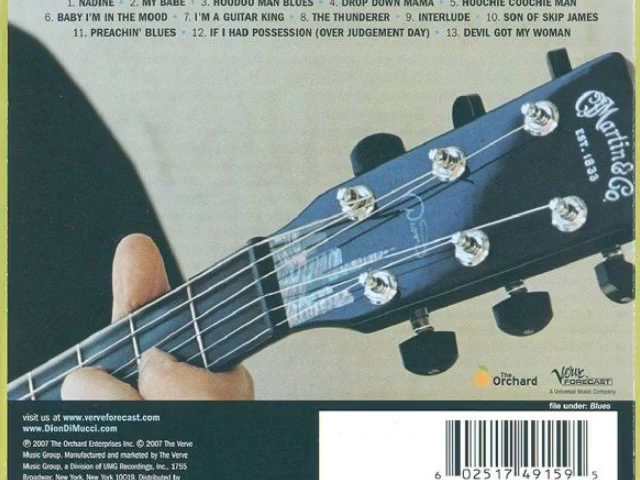 1. NADINE • 2. MY BABE • 3. HOODOO MAN BLUES • 4. DROP DOWN MAMA • 5. HOOCHIE COOCHIE MAN
6. BABY I'M IN THE MOOD • 7. I'M A GUITAR KING • 8. THE THUNDERER • 9. INTERLUDE • 10. SON OF SKIP JAMES
11. PREACHIN' BLUES • 12. IF I HAD POSSESSION (OVER JUDGEMENT DAY) • 13. DEVIL GOT MY WOMAN
C.F. Martin & Co.
EST. 1833
Dion
The Orchard
Verve
FORECAST
A Universal Music Company
file under: Blues
visit us at www.verveforecast.com
www.DionDiMucci.com
℗ 2007 The Orchard Enterprises Inc. © 2007 The Verve
Music Group. Manufactured and marketed by The Verve
Music Group, a Division of UMG Recordings, Inc., 1755
Broadway, New York, New York 10019. Distributed by
6 02517 49159 5